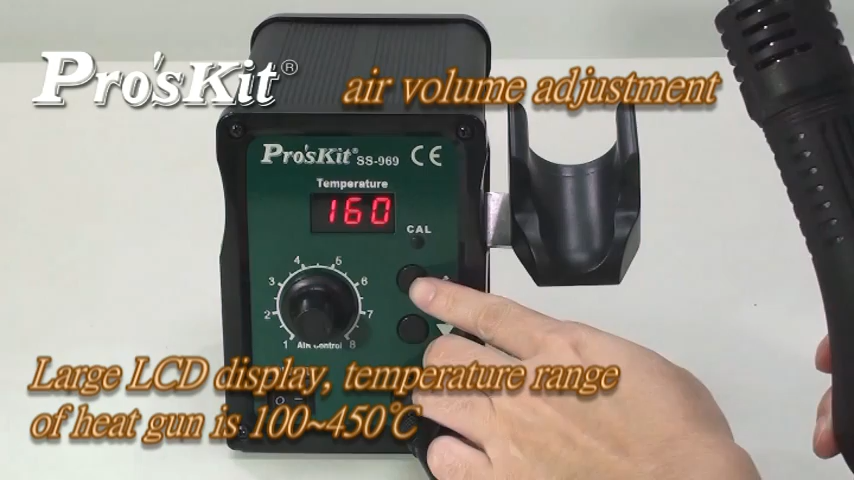 Pro'sKit®
air volume adjustment
Pro'sKit® SS-969 CE
Temperature
160
CAL
1 2 3 4 5 6 7 8
AIR Control
Large LCD display, temperature range
of heat gun is 100~450℃